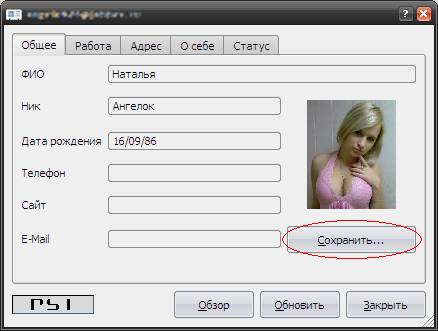 ?
Общее Работа Адрес О себе Статус
ФИО Наталья
Ник Ангелок
Дата рождения 16/09/86
Телефон
Сайт
E-Mail
Сохранить...
PSI Обзор Обновить Закрыть